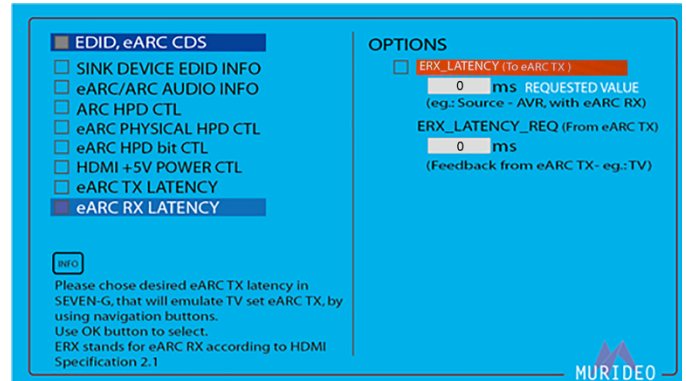 EDID, eARC CDS
SINK DEVICE EDID INFO
eARC/ARC AUDIO INFO
ARC HPD CTL
eARC PHYSICAL HPD CTL
eARC HPD bit CTL
HDMI +5V POWER CTL
eARC TX LATENCY
eARC RX LATENCY
INFO
Please chose desired eARC TX latency in
SEVEN-G, that will emulate TV set eARC TX, by
using navigation buttons.
Use OK button to select.
ERX stands for eARC RX according to HDMI
Specification 2.1
OPTIONS
ERX_LATENCY (To eARC TX )
0 ms REQUESTED VALUE
(eg.: Source - AVR, with eARC RX)
ERX_LATENCY_REQ (From eARC TX)
0 ms
(Feedback from eARC TX- eg.: TV)
MURIDEO